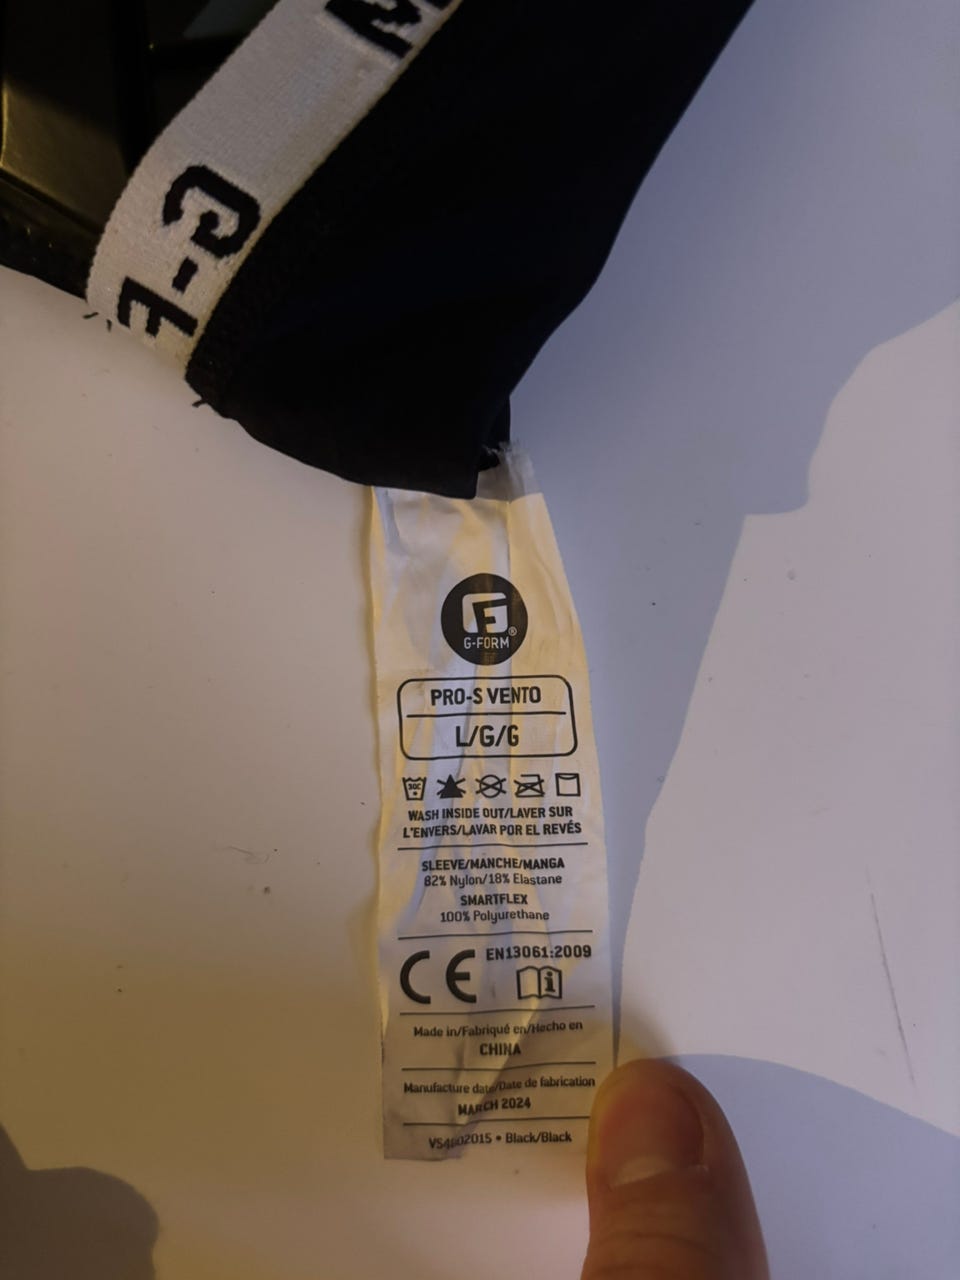 G-F
G-FORM®
PRO-S VENTO
L/G/G
30C
WASH INSIDE OUT/LAVER SUR
L'ENVERS/LAVAR POR EL REVÉS
SLEEVE/MANCHE/MANGA
82% Nylon/18% Elastane
SMARTFLEX
100% Polyurethane
CE EN13061:2009
Made in/Fabriqué en/Hecho en
CHINA
Manufacture date/Date de fabrication
MARCH 2024
• Black/Black